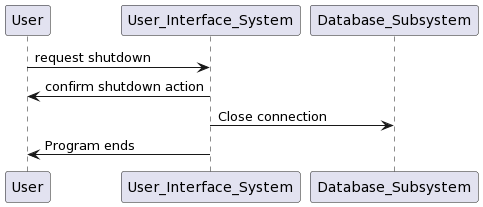 User
User_Interface_System
Database_Subsystem
request shutdown
confirm shutdown action
Close connection
Program ends
User
User_Interface_System
Database_Subsystem